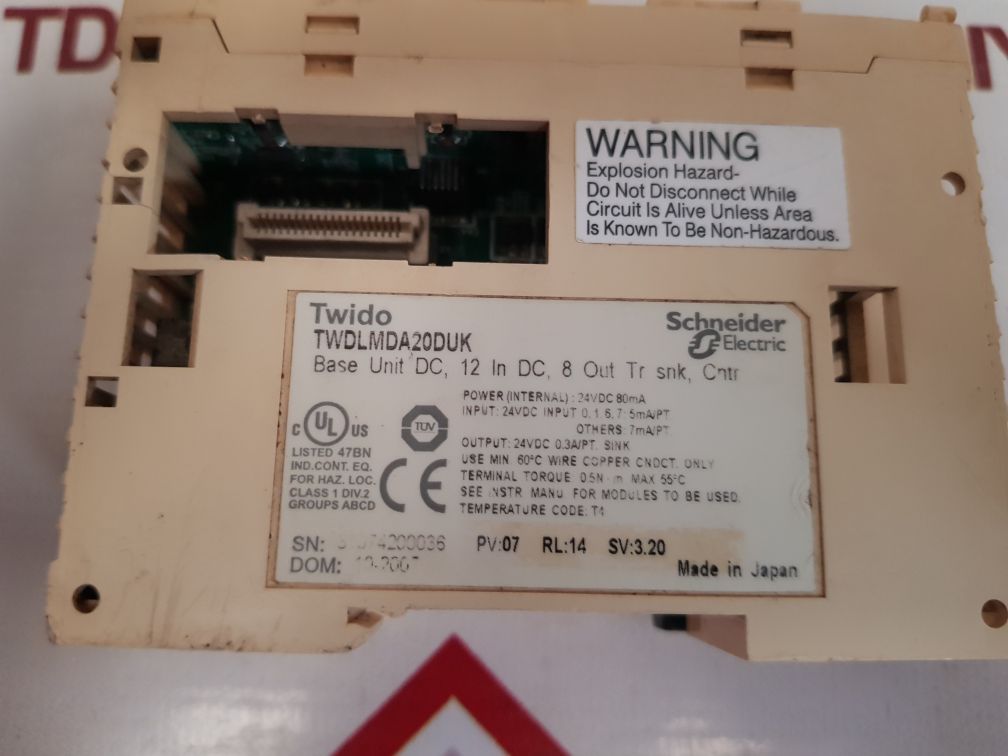 TD
WARNING
Explosion Hazard-
Do Not Disconnect While
Circuit Is Alive Unless Area
Is Known To Be Non-Hazardous.
Twido
TWDLMDA20DUK
Base Unit DC, 12 In DC, 8 Out Tr snk, Cntr
Schneider
Electric
POWER (INTERNAL) : 24VDC 80mA
INPUT: 24VDC INPUT 0, 1, 6, 7: 5mA/PT
OTHERS: 7mA/PT
OUTPUT: 24VDC 0.3A/PT. SINK
USE MIN. 60°C WIRE COPPER CNDCT. ONLY
TERMINAL TORQUE 0.5N · m MAX 55°C
SEE INSTR MANU FOR MODULES TO BE USED.
TEMPERATURE CODE: T4
C UL US
LISTED 47BN
IND.CONT. EQ.
FOR HAZ. LOC.
CLASS 1 DIV.2
GROUPS ABCD
TUV
CE
SN:
PV:07 RL:14 SV:3.20
DOM:
Made in Japan